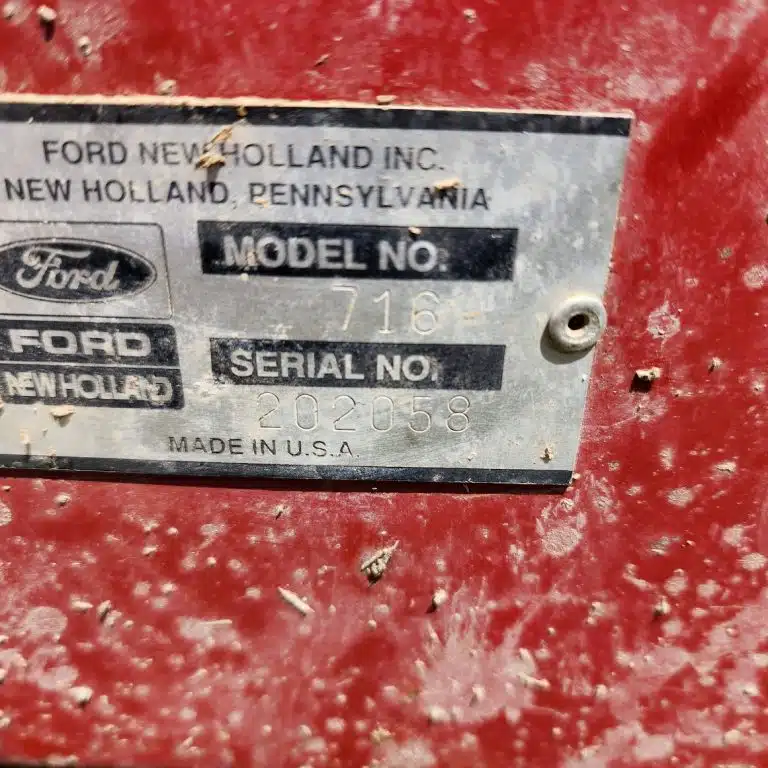 FORD NEW HOLLAND INC.
NEW HOLLAND, PENNSYLVANIA
Ford
MODEL NO.
716
FORD
NEW HOLLAND
SERIAL NO.
202058
MADE IN U.S.A.